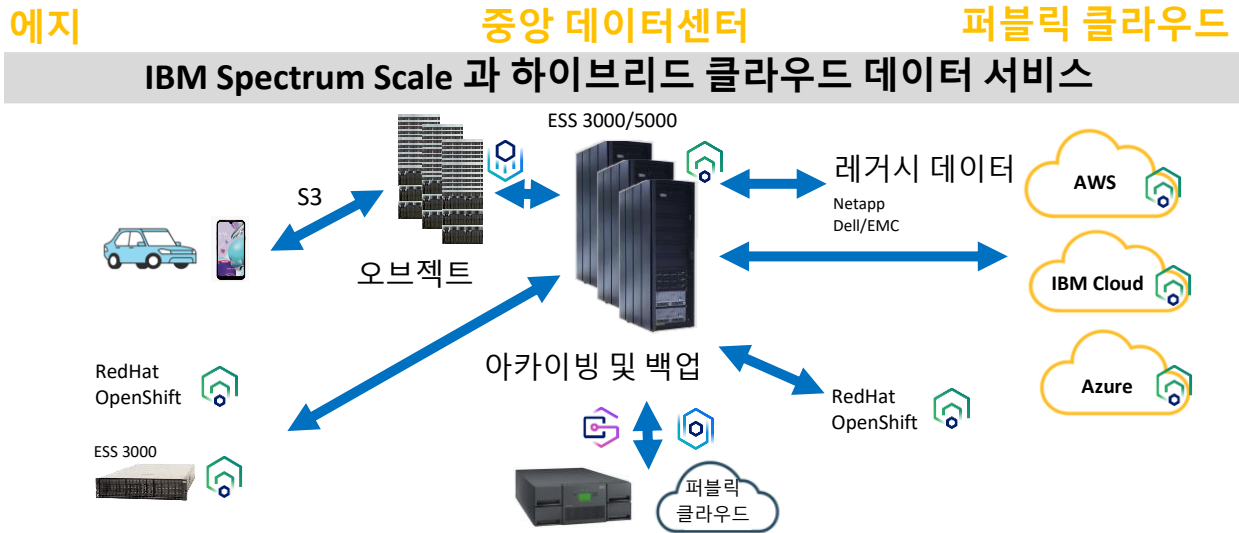 에지
중앙 데이터센터
퍼블릭 클라우드
IBM Spectrum Scale 과 하이브리드 클라우드 데이터 서비스
ESS 3000/5000
S3
오브젝트
레거시 데이터
Netapp
Dell/EMC
AWS
IBM Cloud
Azure
아카이빙 및 백업
RedHat
OpenShift
ESS 3000
RedHat
OpenShift
퍼블릭
클라우드